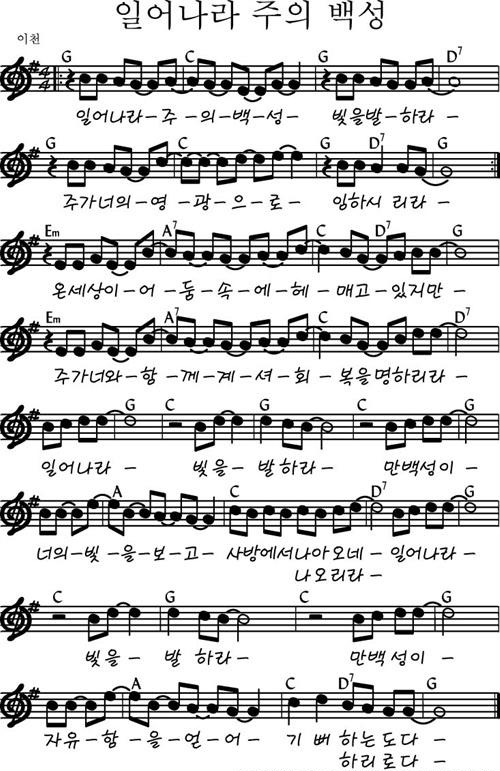 일어나라 주의 백성
이천
G C G D7
4/4
일어나라-주 - 의-백-성 빛을발-하라-
G C G D7 G
주가너의-영 - 광-으-로- 임하시 리라-
Em A7 C D7 G
온세상이-어 - 둠-속-에-헤 - 매고-있지만-
Em A7 C D7
주가너와-함 - 께-계-셔-회 - 복을명하리라-
G C G C G
일어나라 - 빛을- 발하라- 만백성이 -
A C D7 G
너의-빛 - 을-보고- 사방에서나아오네- 일어나라-
나오리라 -
C G C G
빛을- 발 하라- 만백성이 -
A C D7 G
자유-함 - 을-얻-어- 기 뻐 하는 도다 -
하리 로다 -